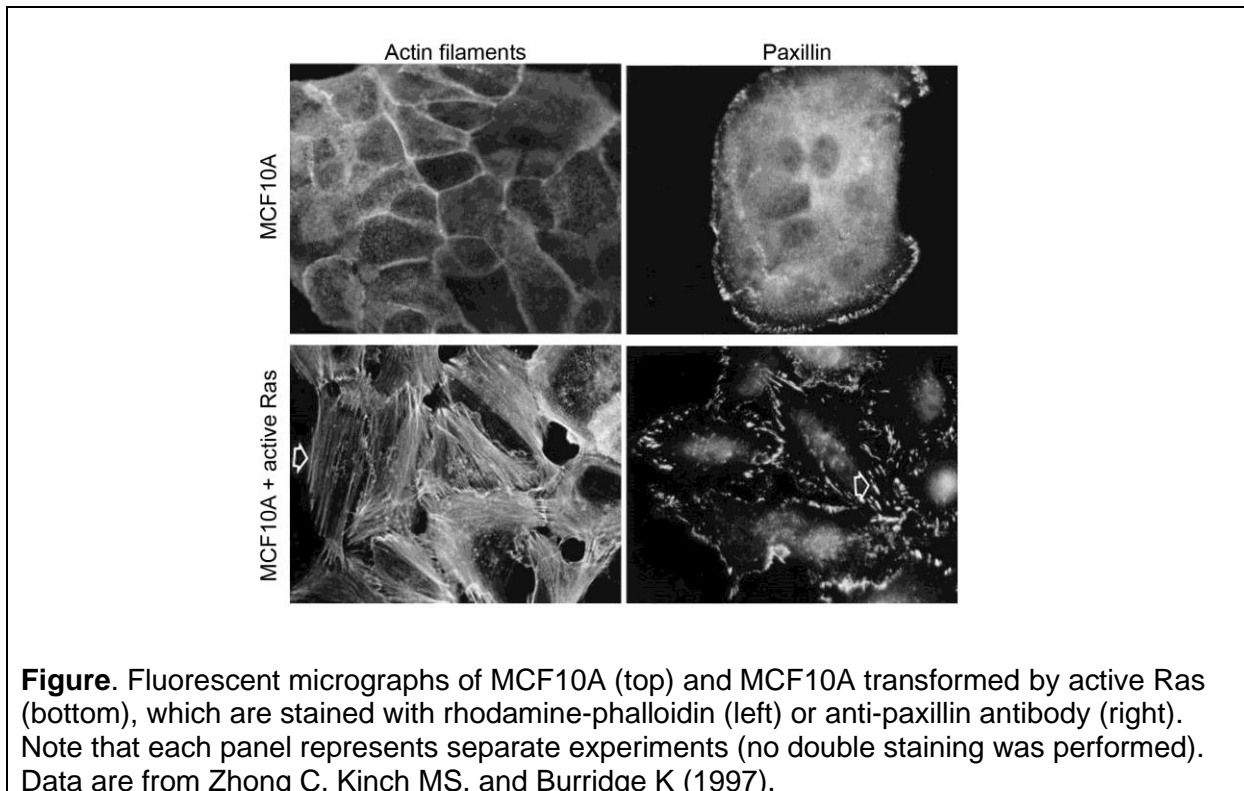 Actin filaments
Paxillin
MCF10A
MCF10A + active Ras
Figure. Fluorescent micrographs of MCF10A (top) and MCF10A transformed by active Ras
(bottom), which are stained with rhodamine-phalloidin (left) or anti-paxillin antibody (right).
Note that each panel represents separate experiments (no double staining was performed).
Data are from Zhong C, Kinch MS, and Burridge K (1997).